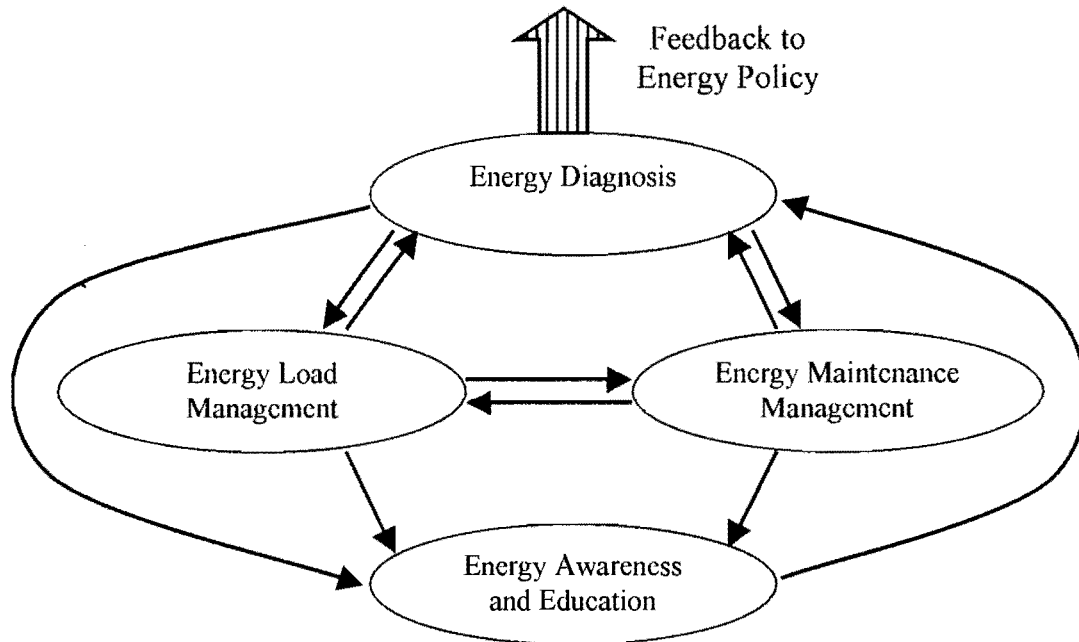 Feedback to
Energy Policy
Energy Diagnosis
Energy Load
Management
Energy Maintenance
Management
Energy Awareness
and Education